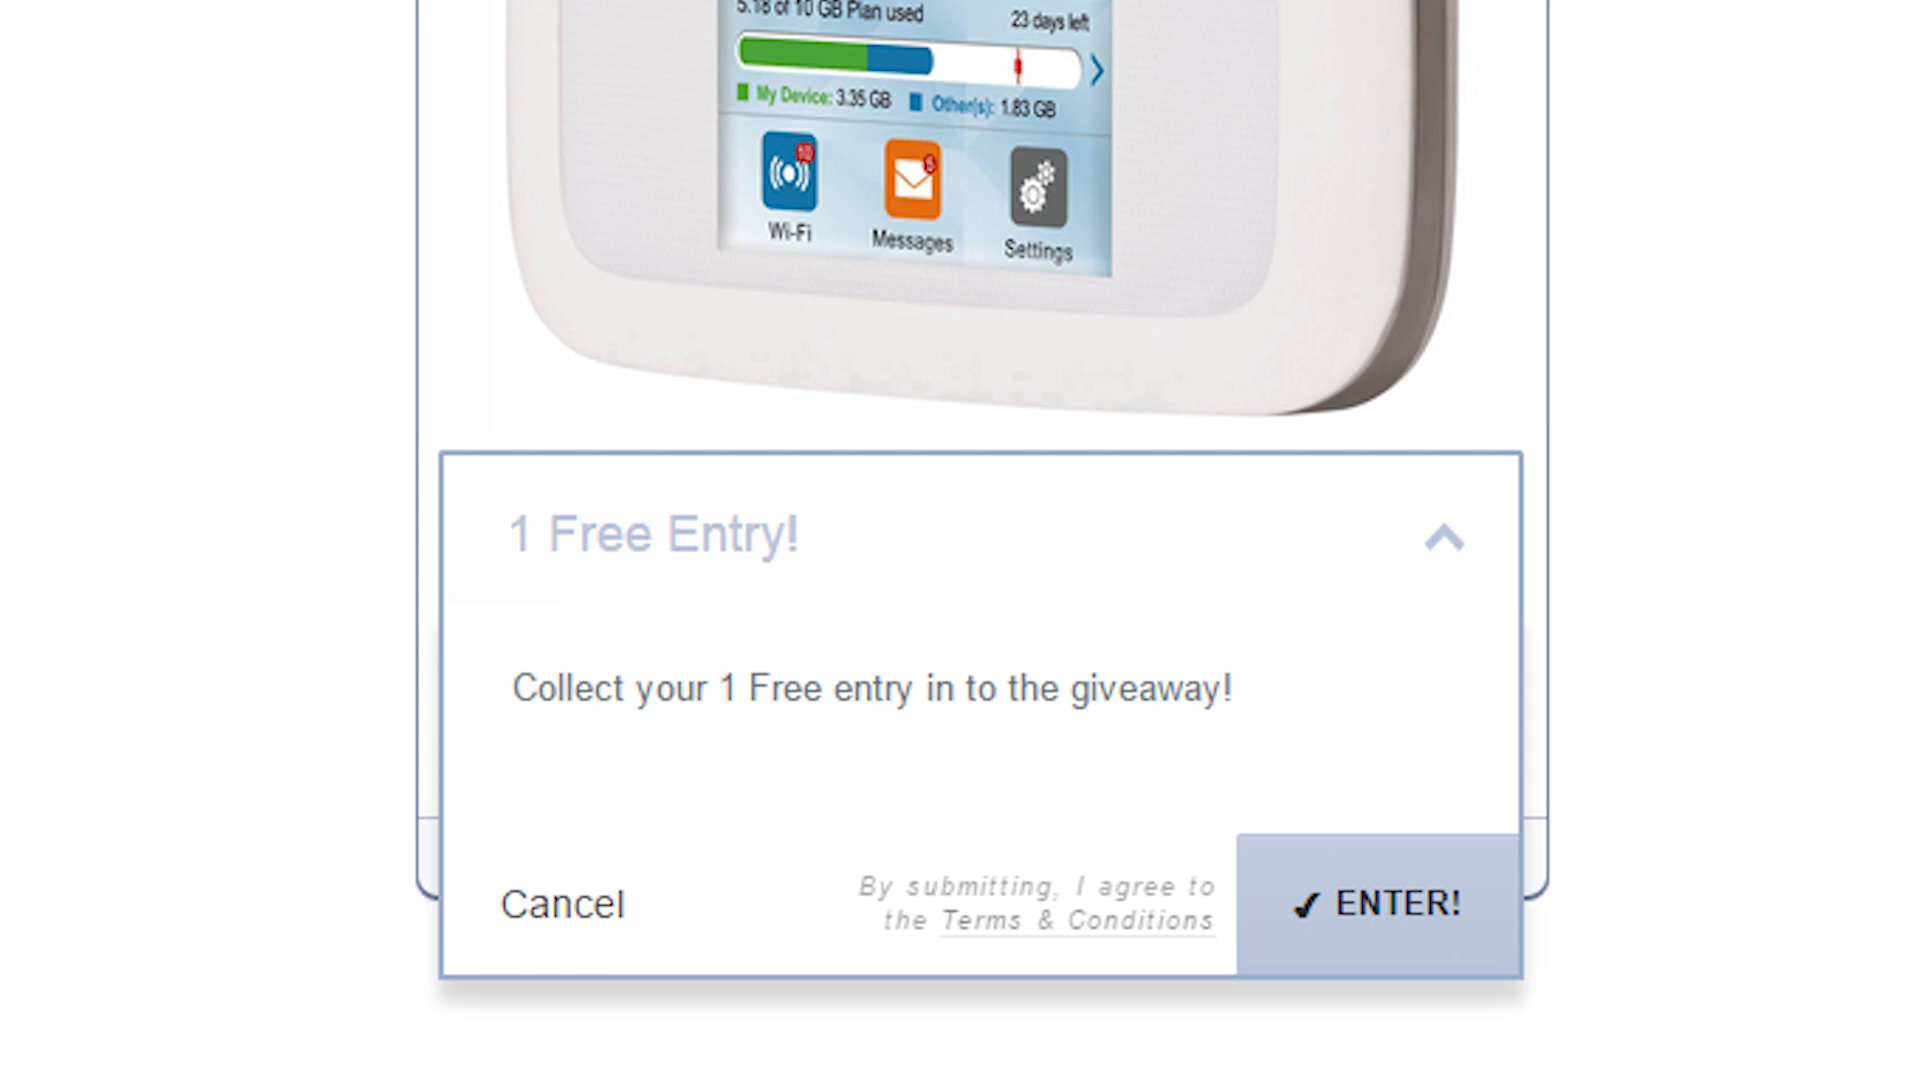 5.18 of 10 GB Plan used 23 days left
My Device: 3.35 GB Other(s): 1.83 GB
10 5
Wi-Fi Messages Settings
1 Free Entry!
Collect your 1 Free entry in to the giveaway!
Cancel
By submitting, I agree to
the Terms & Conditions
✔ ENTER!